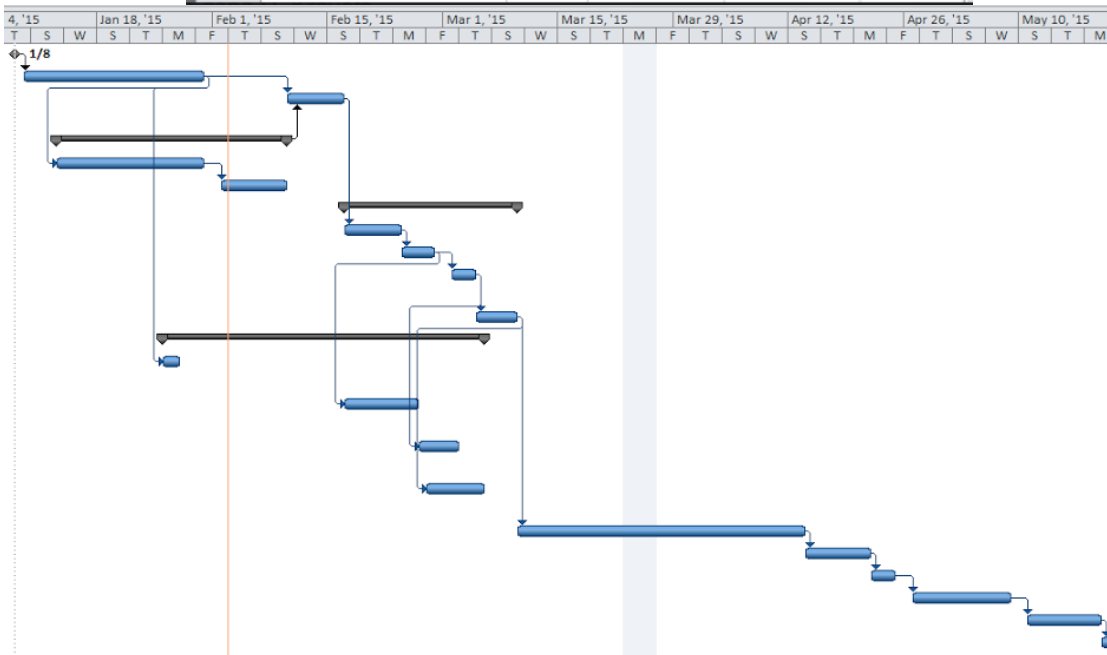 4, '15 Jan 18, '15 Feb 1, '15 Feb 15, '15 Mar 1, '15 Mar 15, '15 Mar 29, '15 Apr 12, '15 Apr 26, '15 May 10, '15
T S W S T M F T S W S T M F T S W S T M F T S W S T M F T S W S T M
1/8